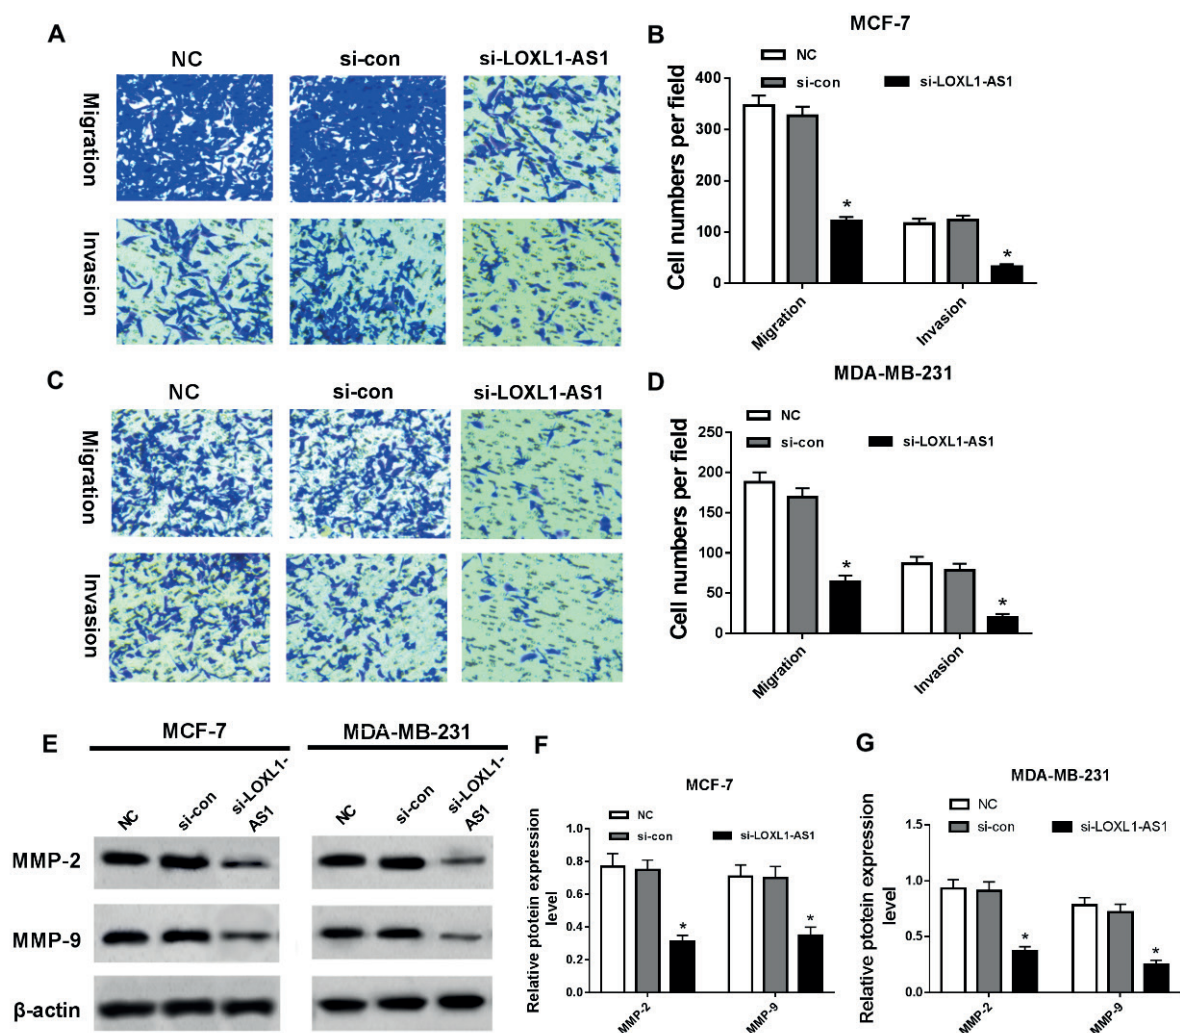 A
NC
si-con
si-LOXL1-AS1
Migration
Invasion
B
MCF-7
NC
si-con
si-LOXL1-AS1
Cell numbers per field
400
300
200
100
0
*
*
Migration
Invasion
C
NC
si-con
si-LOXL1-AS1
Migration
Invasion
D
MDA-MB-231
NC
si-con
si-LOXL1-AS1
Cell numbers per field
250
200
150
100
50
0
*
*
Migration
Invasion
E
MCF-7
MDA-MB-231
NC
si-con
si-LOXL1-
AS1
NC
si-con
si-LOXL1-
AS1
MMP-2
MMP-9
β-actin
F
MCF-7
NC
si-con
si-LOXL1-AS1
Relative ptotein expression
level
0.8
0.6
0.4
0.2
0.0
1.0
*
*
MMP-2
MMP-9
G
MDA-MB-231
NC
si-con
si-LOXL1-AS1
Relative ptotein expression
level
1.5
1.0
0.5
0.0
*
*
MMP-2
MMP-9